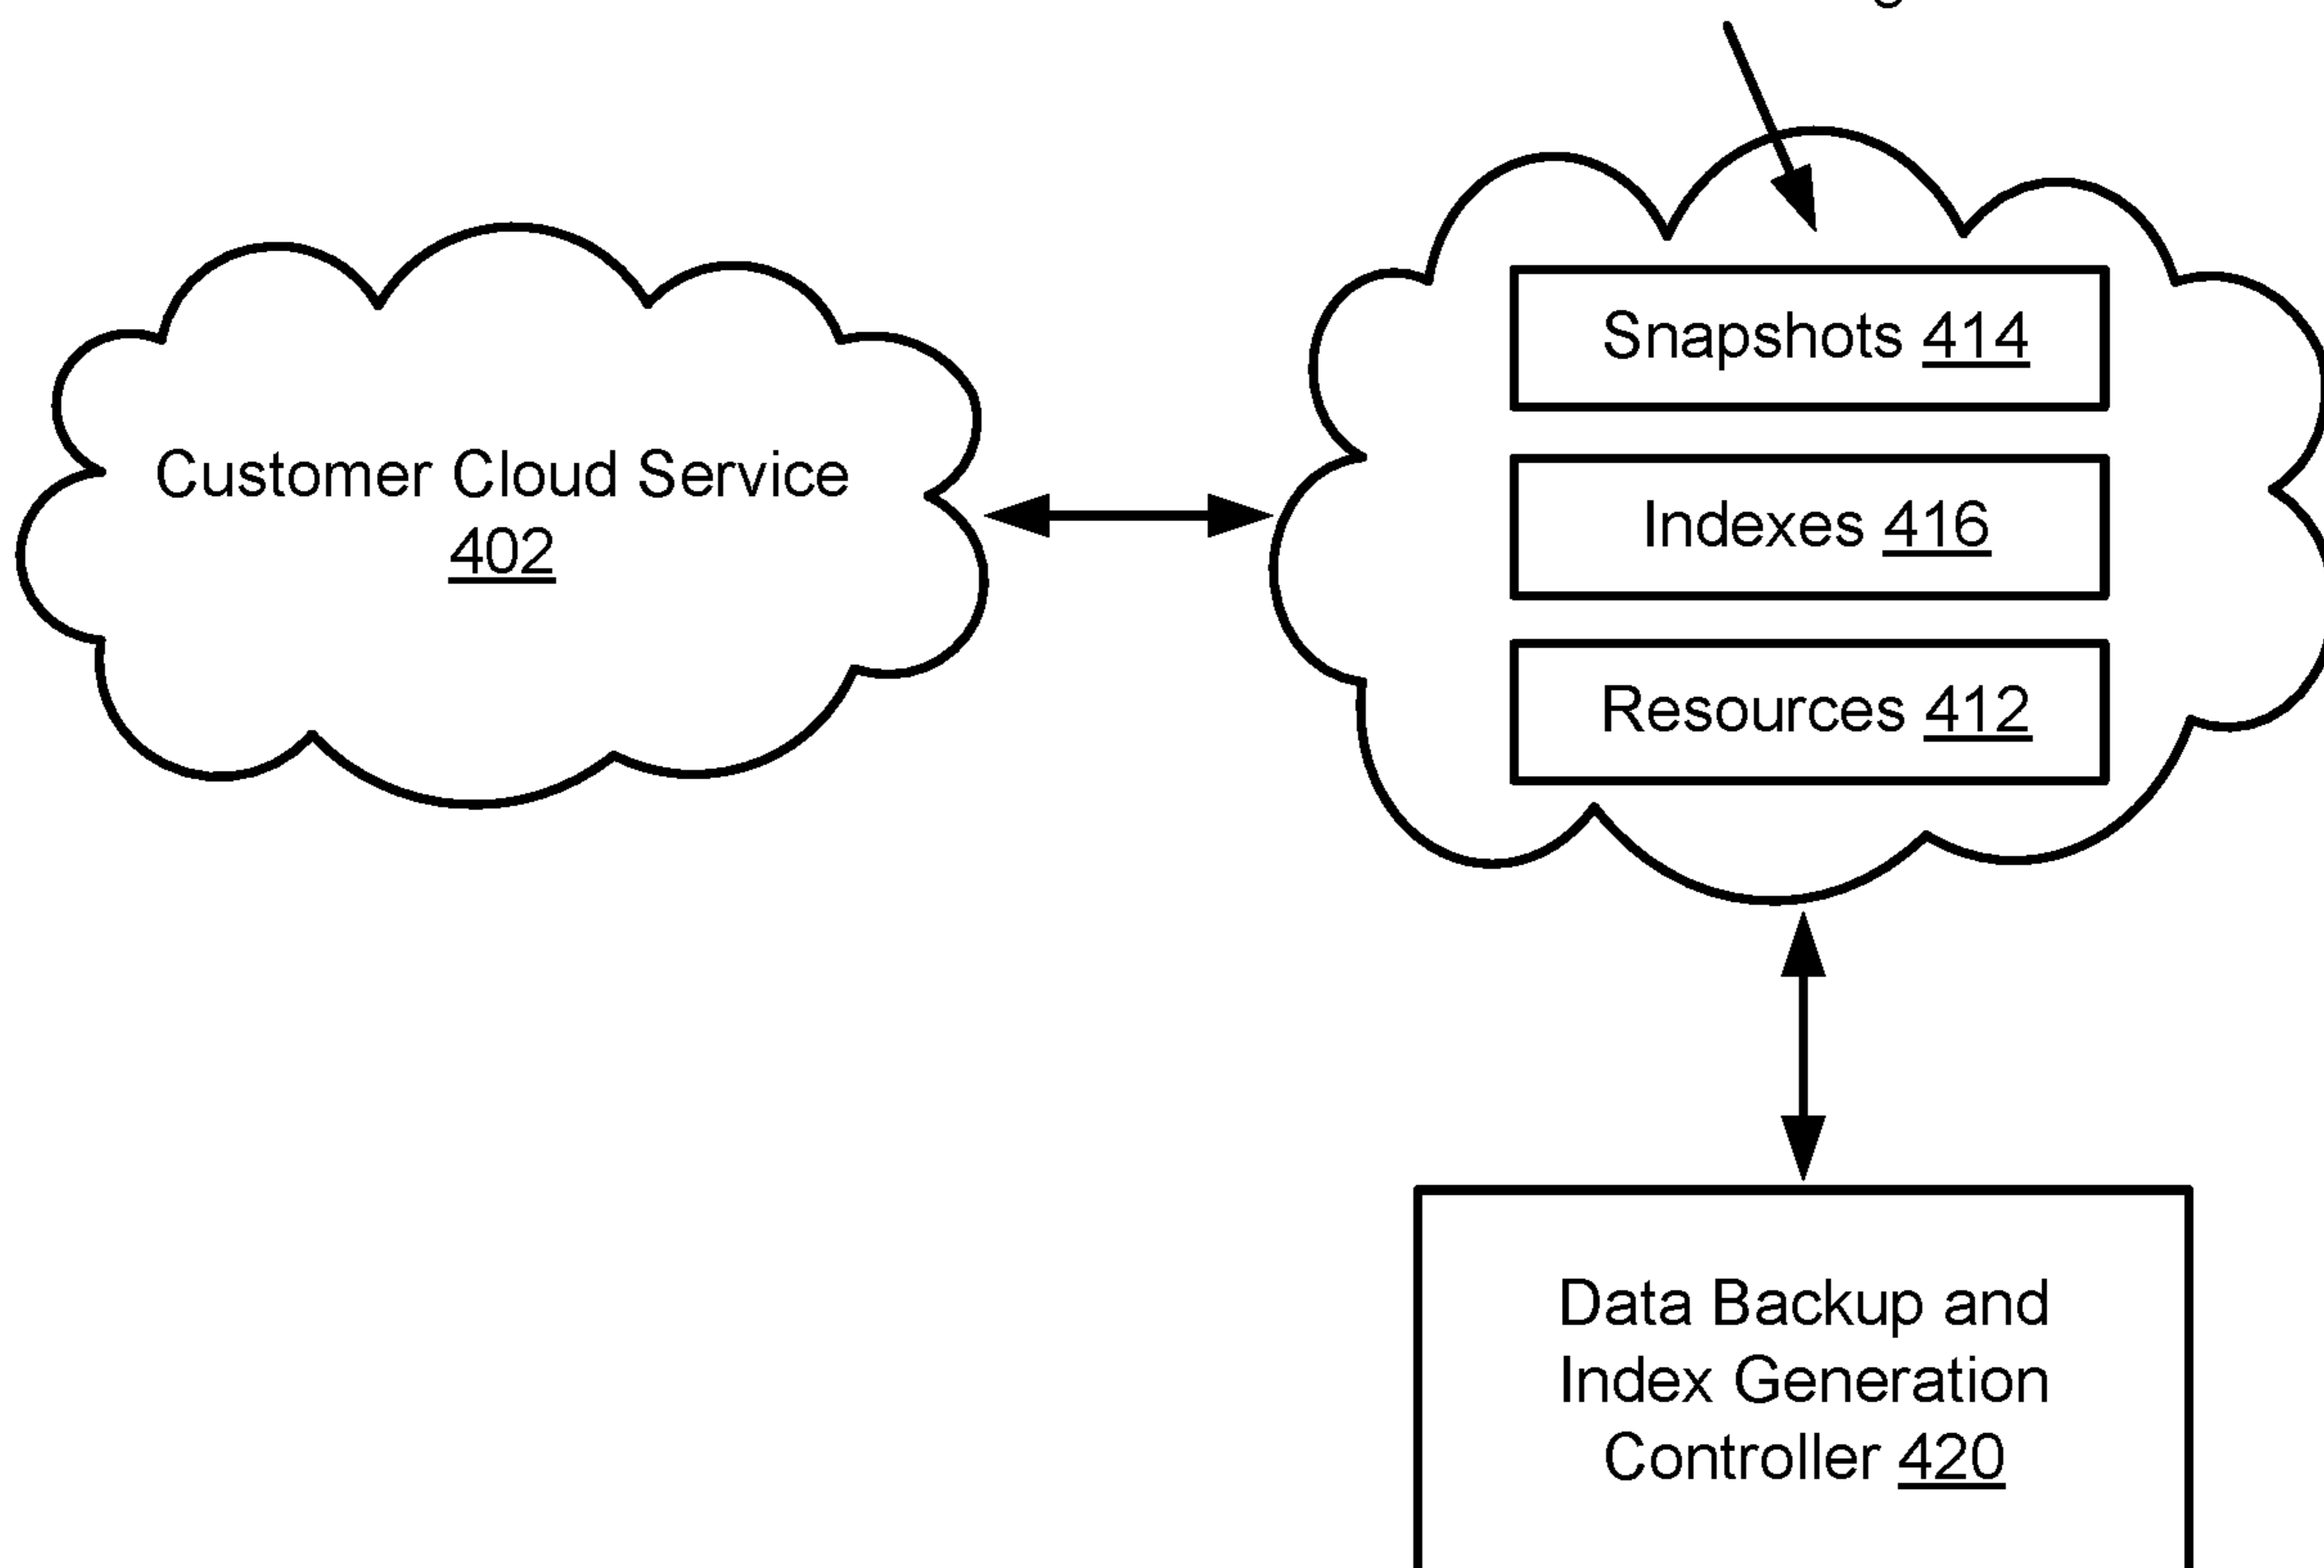 Customer Cloud Service
402
Snapshots 414
Indexes 416
Resources 412
Data Backup and
Index Generation
Controller 420